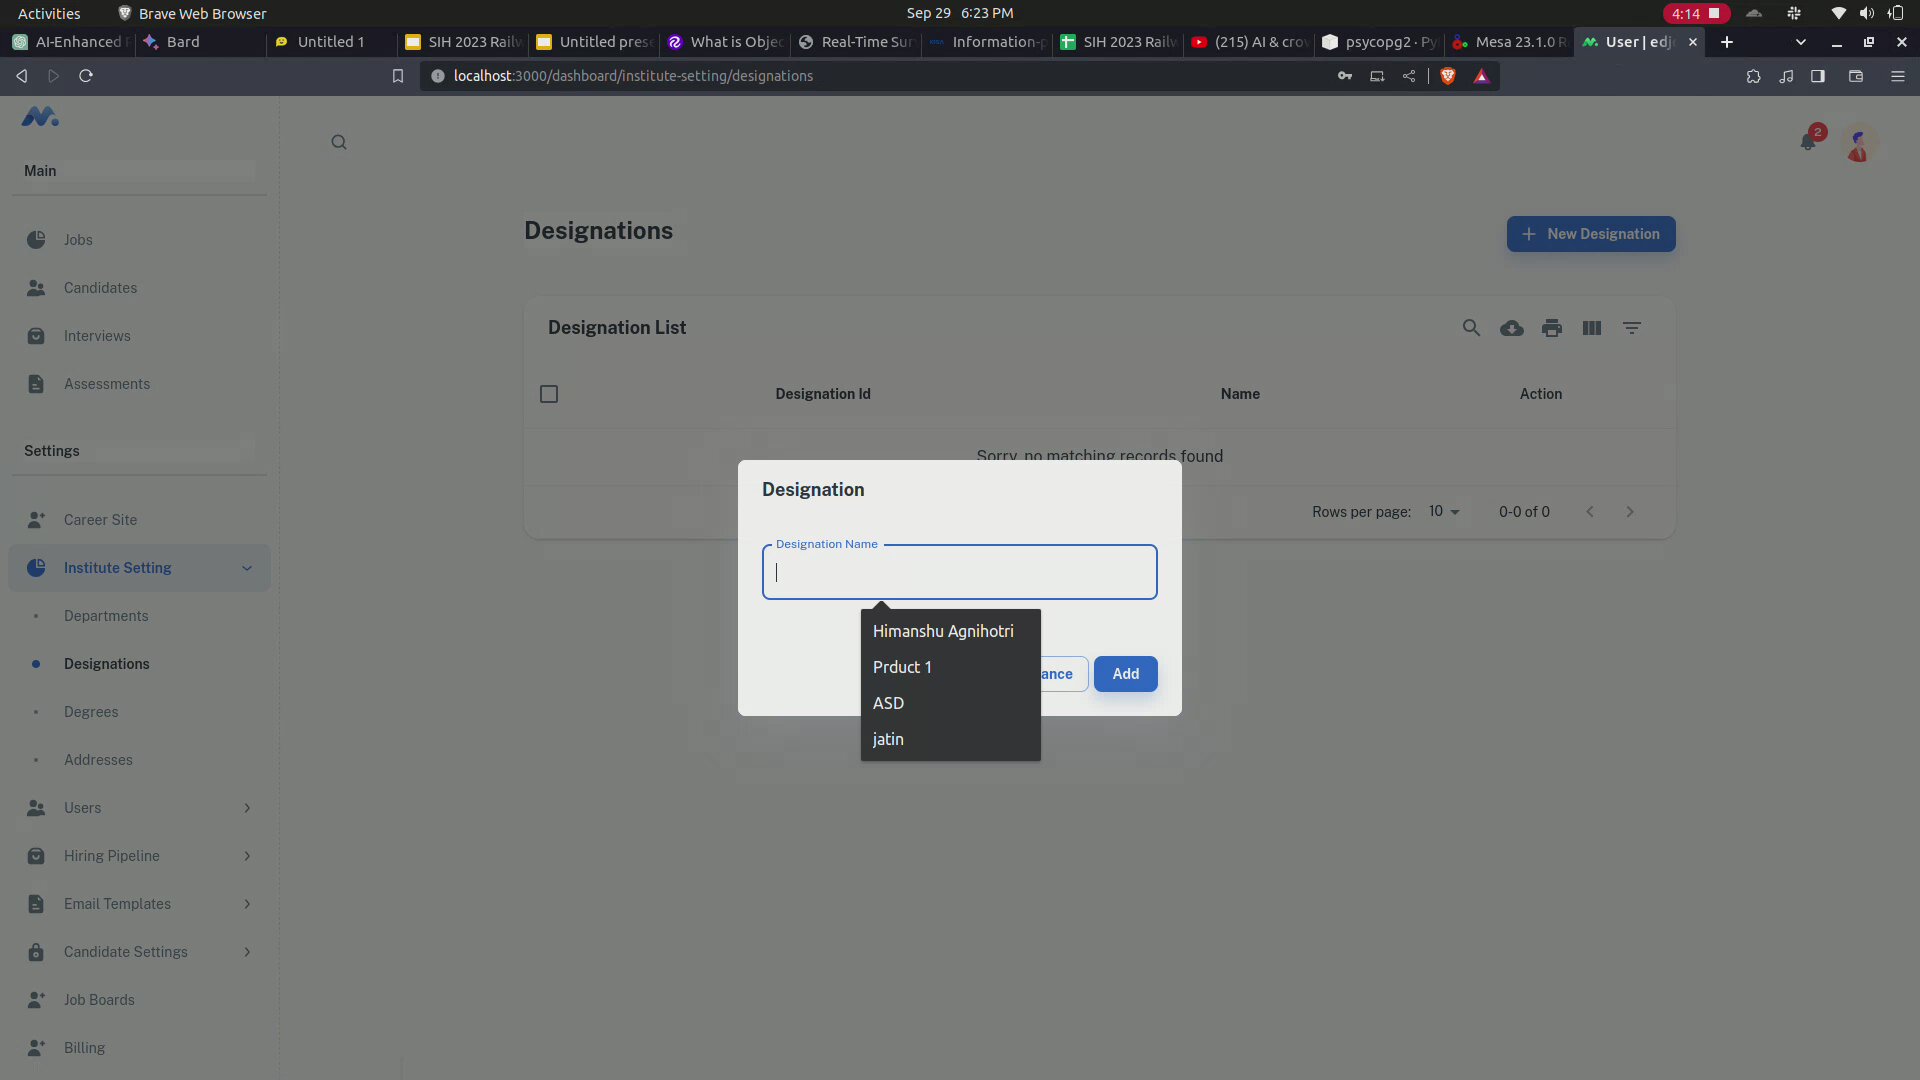 Activities
Brave Web Browser
Sep 29 6:23 PM
4:14
AI-Enhanced
Bard
Untitled 1
SIH 2023 Railw
Untitled prese
What is Objec
Real-Time Sur
Information-p
SIH 2023 Railw
(215) AI & crow
psycopg2 · Py
Mesa 23.1.0 R
User | edjo
localhost:3000/dashboard/institute-setting/designations
2
Main
Jobs
Candidates
Interviews
Assessments
Settings
Career Site
Institute Setting
Departments
Designations
Degrees
Addresses
Users
Hiring Pipeline
Email Templates
Candidate Settings
Job Boards
Billing
Designations
New Designation
Designation List
Designation Id
Name
Action
Sorry, no matching records found
Rows per page: 10
0-0 of 0
Designation
Designation Name
Himanshu Agnihotri
Prduct 1
ASD
jatin
ance
Add